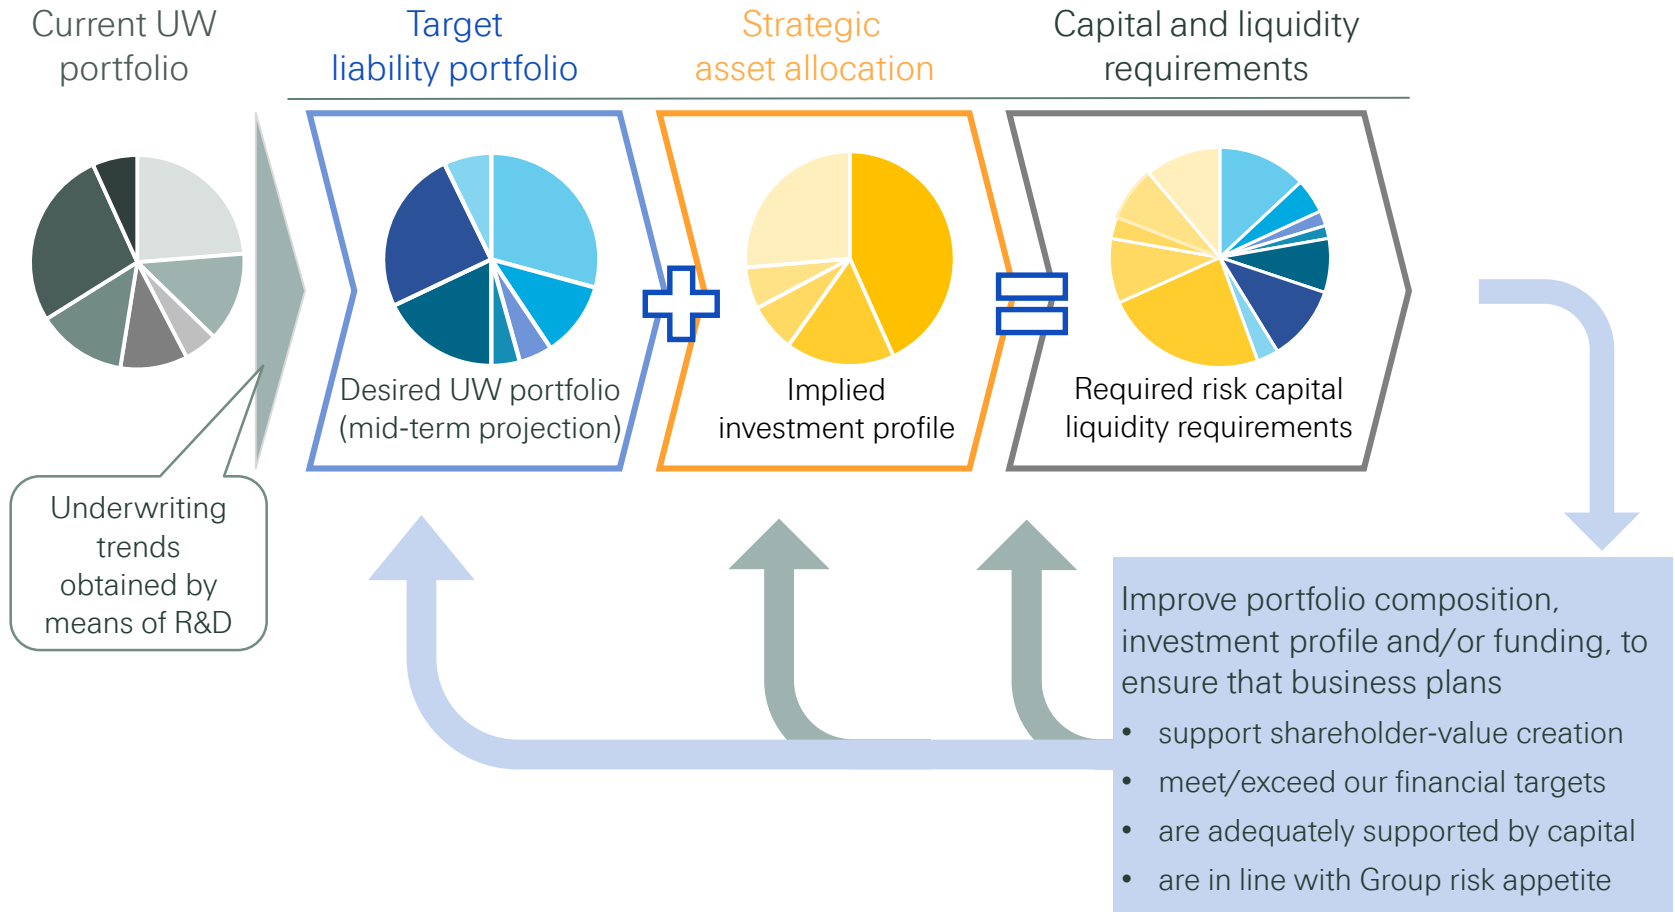 Current UW
portfolio
Target
liability portfolio
Strategic
asset allocation
Capital and liquidity
requirements
Desired UW portfolio
(mid-term projection)
Implied
investment profile
Required risk capital
liquidity requirements
Underwriting
trends
obtained by
means of R&D
Improve portfolio composition,
investment profile and/or funding, to
ensure that business plans
• support shareholder-value creation
• meet/exceed our financial targets
• are adequately supported by capital
• are in line with Group risk appetite